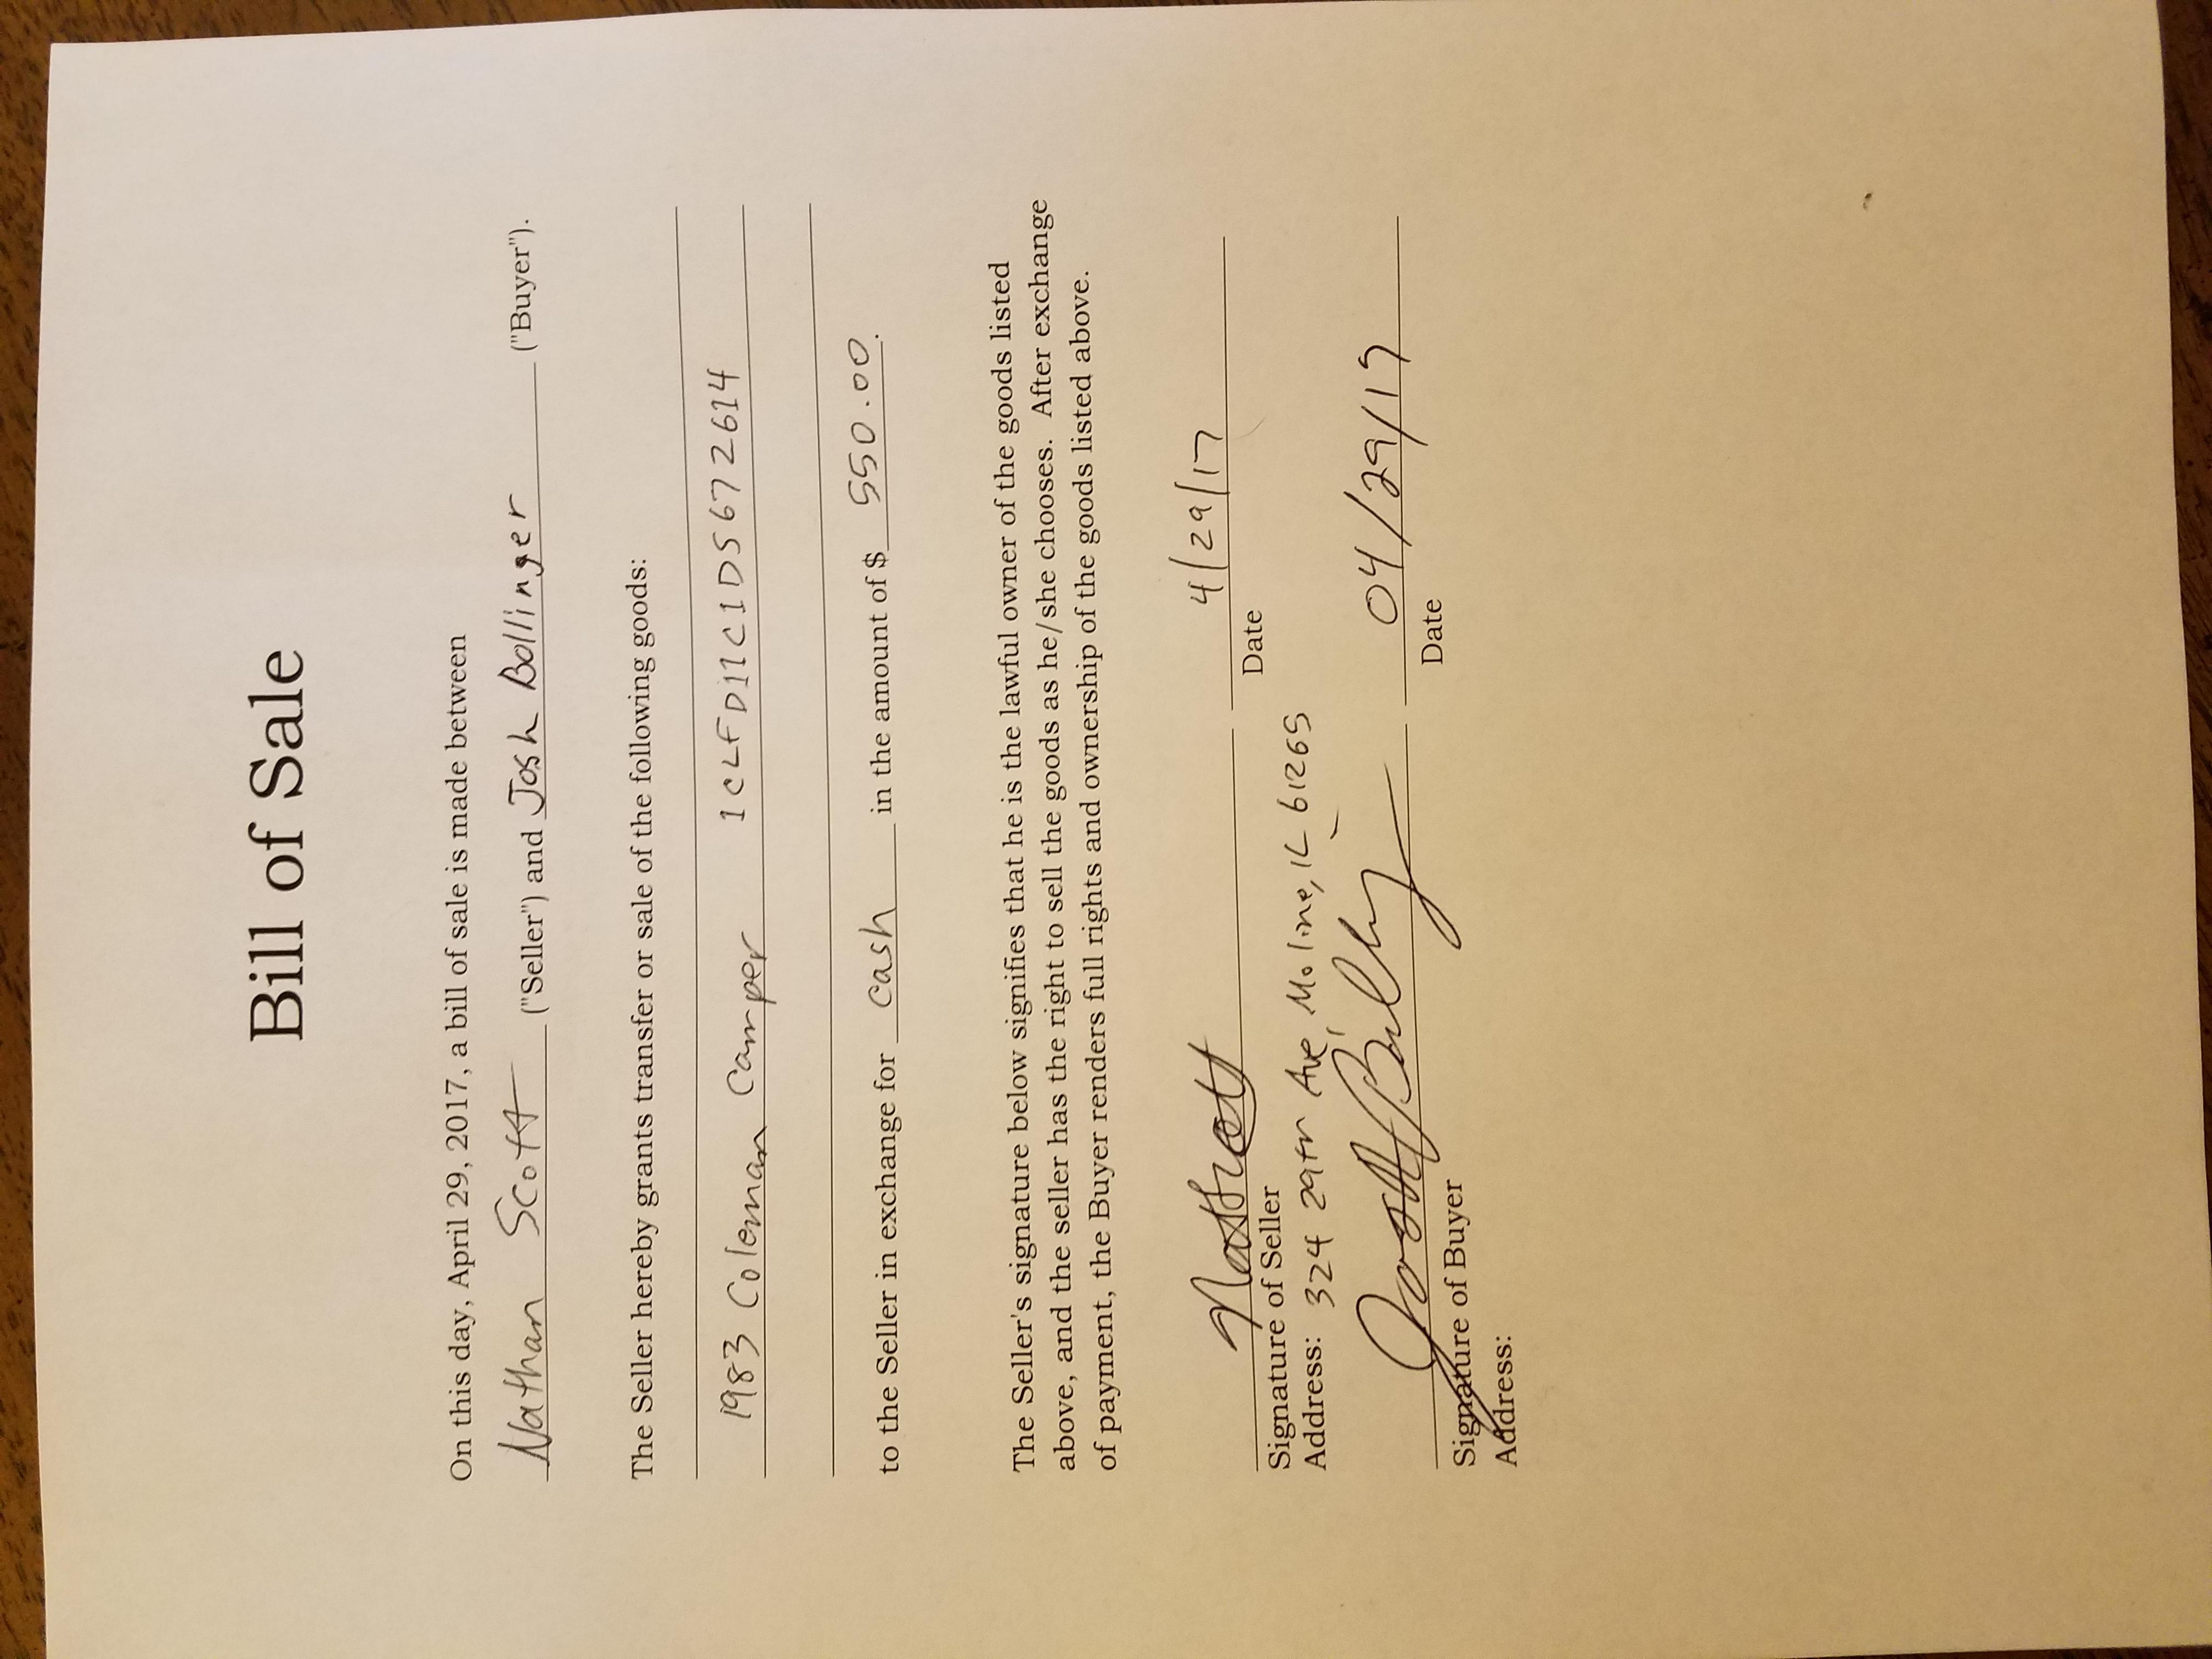 Bill of Sale
On this day, April 29, 2017, a bill of sale is made between
Nathan Scott ("Seller") and Josh Bollinger ("Buyer").
The Seller hereby grants transfer or sale of the following goods:
1983 Coleman Camper 1CLFD11C1DS672614
to the Seller in exchange for cash in the amount of $ 550.00.
The Seller's signature below signifies that he is the lawful owner of the goods listed
above, and the seller has the right to sell the goods as he/she chooses. After exchange
of payment, the Buyer renders full rights and ownership of the goods listed above.
4/29/17
Signature of Seller Date
Address: 324 29th Ave, Moline, IL 61265
04/29/17
Signature of Buyer Date
Address: